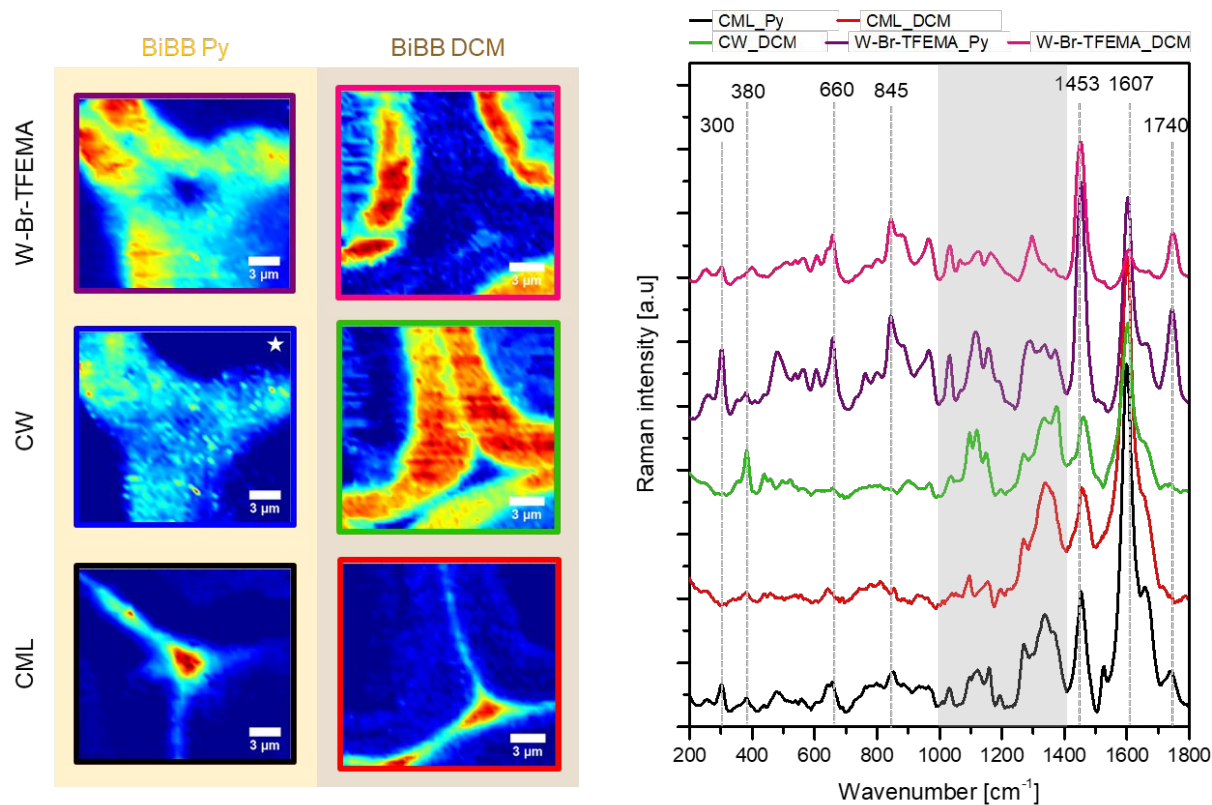 BiBB Py
BiBB DCM
W-Br-TFEMA
3 µm
3 µm
CW
3 µm
3 µm
CML
3 µm
3 µm
CML_Py
CML_DCM
CW_DCM
W-Br-TFEMA_Py
W-Br-TFEMA_DCM
300
380
660
845
1453
1607
1740
Raman intensity [a.u]
200
400
600
800
1000
1200
1400
1600
1800
Wavenumber [cm⁻¹]